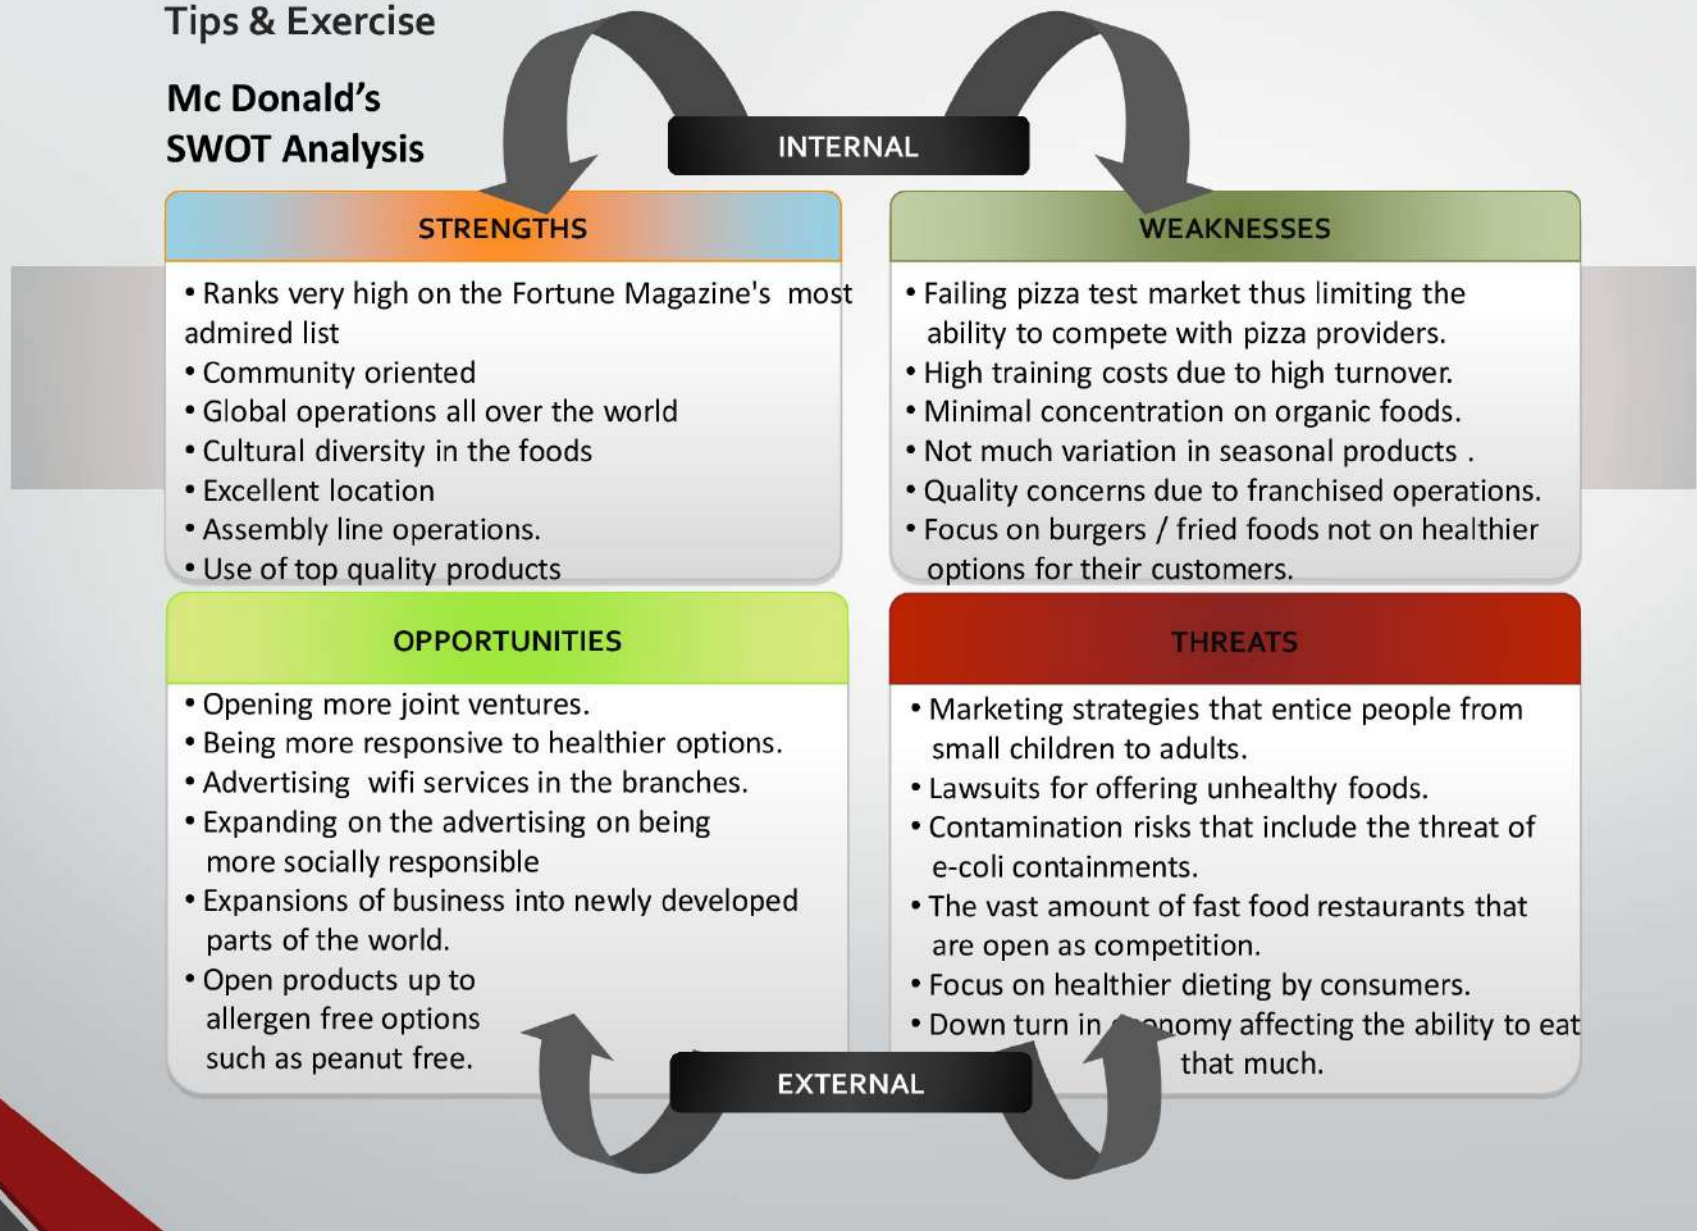 Tips & Exercise
Mc Donald’s
SWOT Analysis
INTERNAL
STRENGTHS
• Ranks very high on the Fortune Magazine's most
admired list
• Community oriented
• Global operations all over the world
• Cultural diversity in the foods
• Excellent location
• Assembly line operations.
• Use of top quality products
WEAKNESSES
• Failing pizza test market thus limiting the
ability to compete with pizza providers.
• High training costs due to high turnover.
• Minimal concentration on organic foods.
• Not much variation in seasonal products .
• Quality concerns due to franchised operations.
• Focus on burgers / fried foods not on healthier
options for their customers.
OPPORTUNITIES
• Opening more joint ventures.
• Being more responsive to healthier options.
• Advertising wifi services in the branches.
• Expanding on the advertising on being
more socially responsible
• Expansions of business into newly developed
parts of the world.
• Open products up to
allergen free options
such as peanut free.
THREATS
• Marketing strategies that entice people from
small children to adults.
• Lawsuits for offering unhealthy foods.
• Contamination risks that include the threat of
e-coli containments.
• The vast amount of fast food restaurants that
are open as competition.
• Focus on healthier dieting by consumers.
• Down turn in affecting the ability to eat
that much.
EXTERNAL